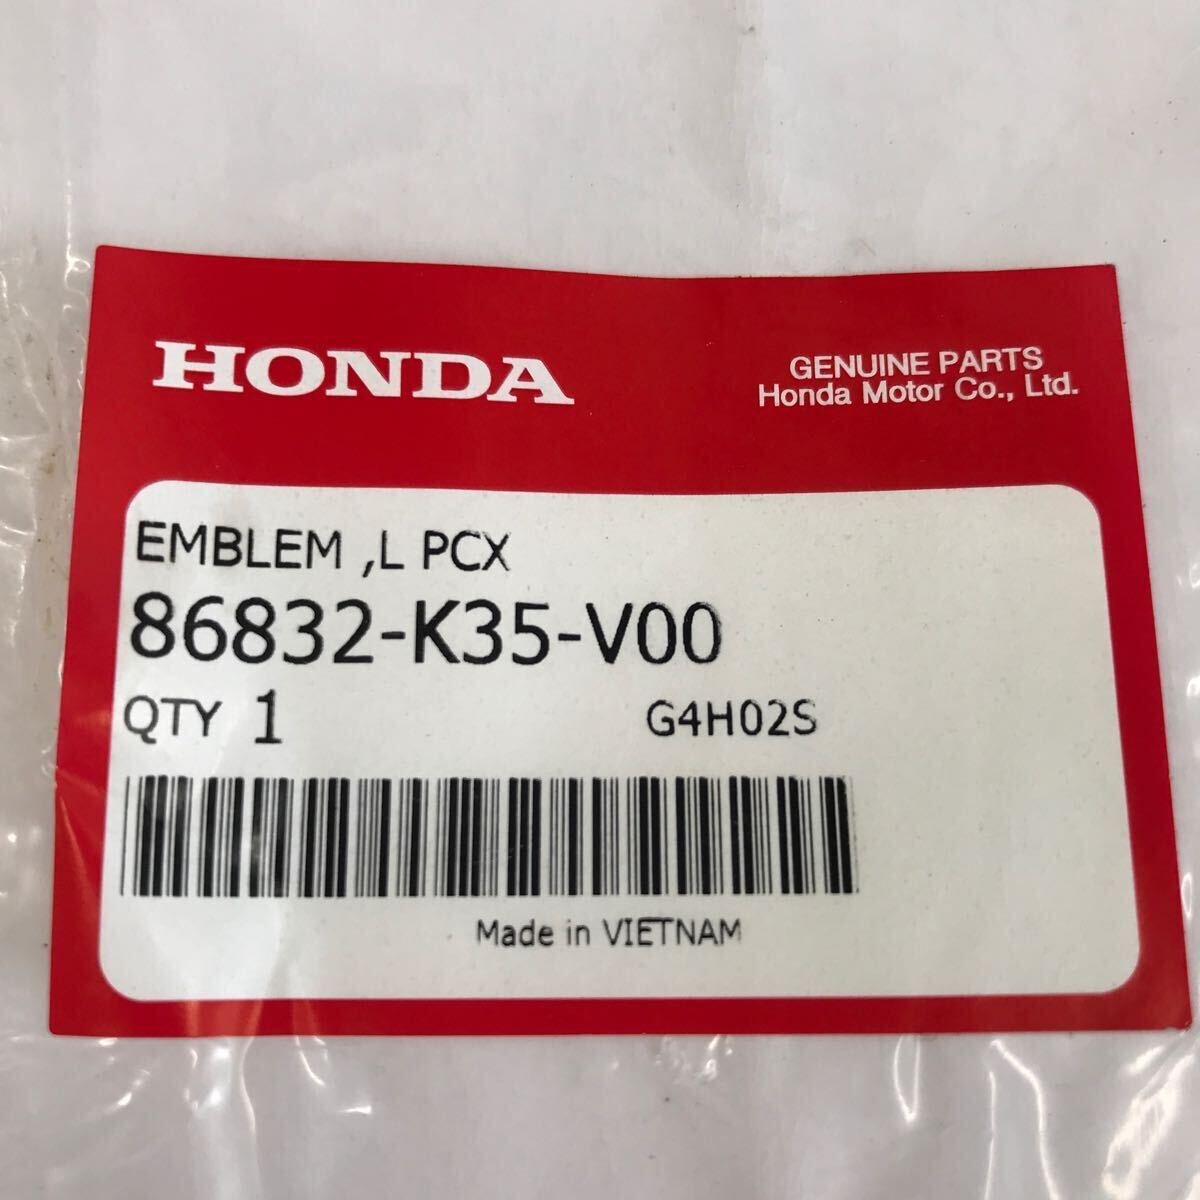 HONDA
GENUINE PARTS
Honda Motor Co., Ltd.
EMBLEM ,L PCX
86832-K35-V00
QTY 1 G4H02S
Made in VIETNAM